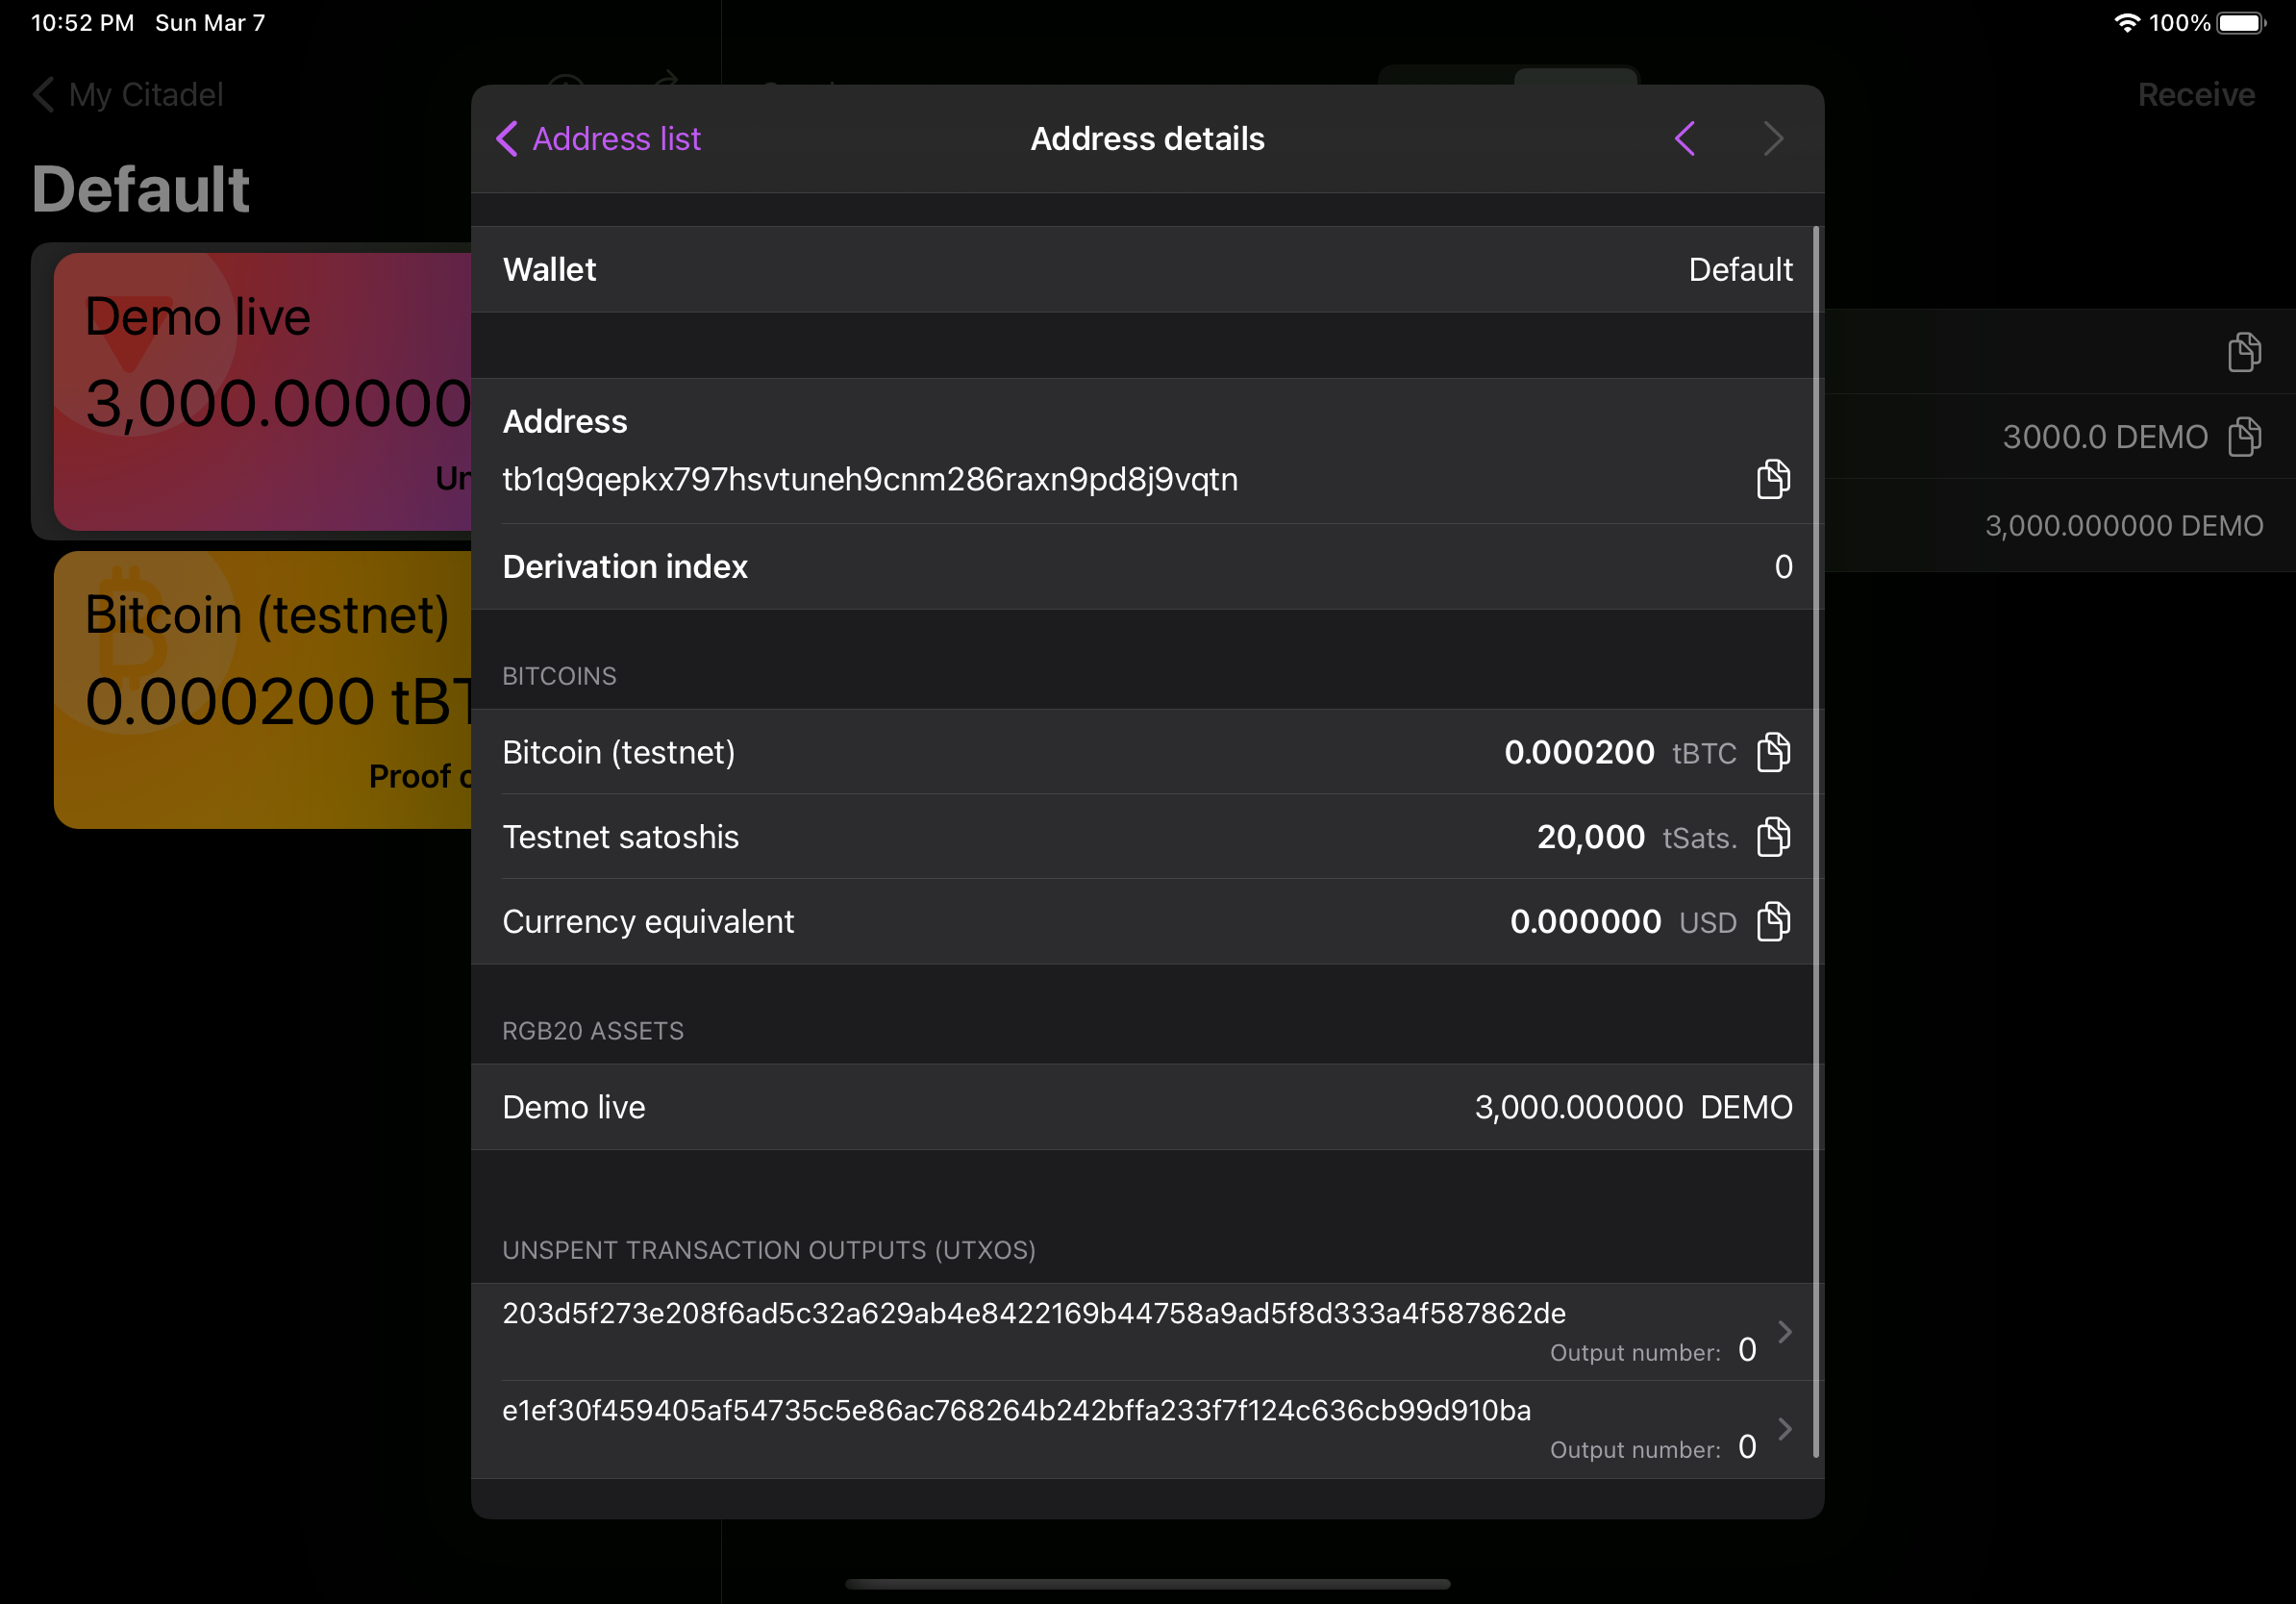 10:52 PM Sun Mar 7
100%
My Citadel
Receive
Default
Demo live
3,000.00000
Bitcoin (testnet)
0.000200
Proof
Address list
Address details
Wallet
Default
Address
tb1q9qepkx797hsvtuneh9cnm286raxn9pd8j9vqtn
Derivation index
0
BITCOINS
Bitcoin (testnet)
0.000200 tBTC
Testnet satoshis
20,000 tSats.
Currency equivalent
0.000000 USD
RGB20 ASSETS
Demo live
3,000.000000 DEMO
UNSPENT TRANSACTION OUTPUTS (UTXOS)
203d5f273e208f6ad5c32a629ab4e8422169b44758a9ad5f8d333a4f587862de
Output number: 0
e1ef30f459405af54735c5e86ac768264b242bffa233f7f124c636cb99d910ba
Output number: 0
3000.0 DEMO
3,000.000000 DEMO